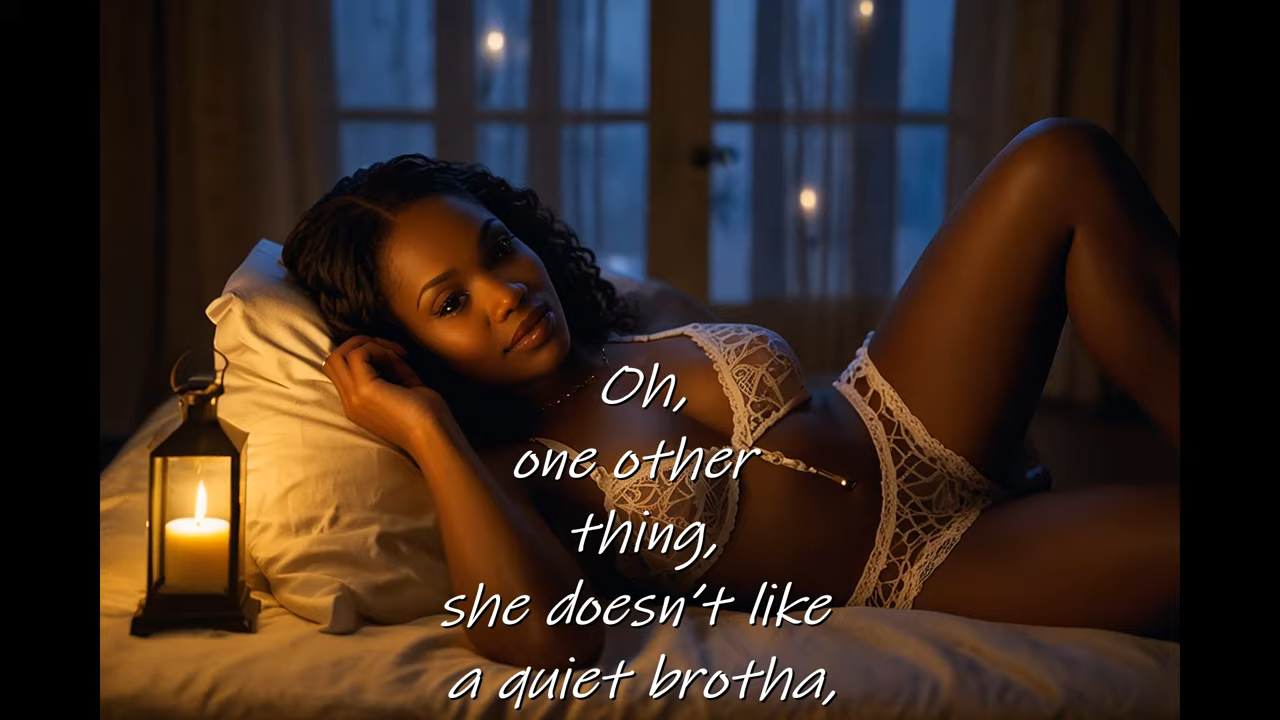 Oh,
one other
thing,
she doesn't like
a quiet brotha,